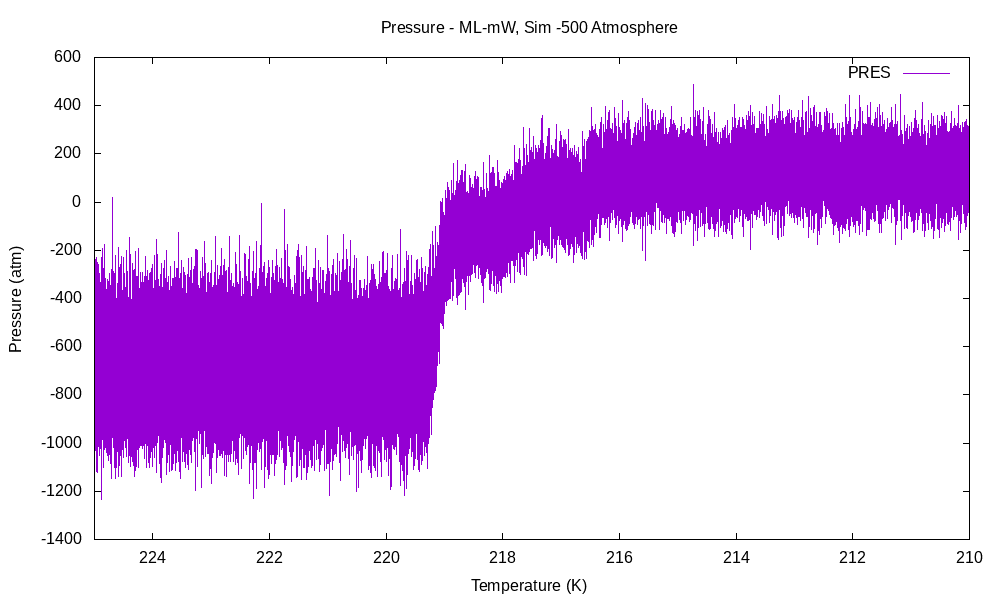 Pressure - ML-mW, Sim -500 Atmosphere
PRES
600
400
200
0
-200
-400
-600
-800
-1000
-1200
-1400
Pressure (atm)
224 222 220 218 216 214 212 210
Temperature (K)